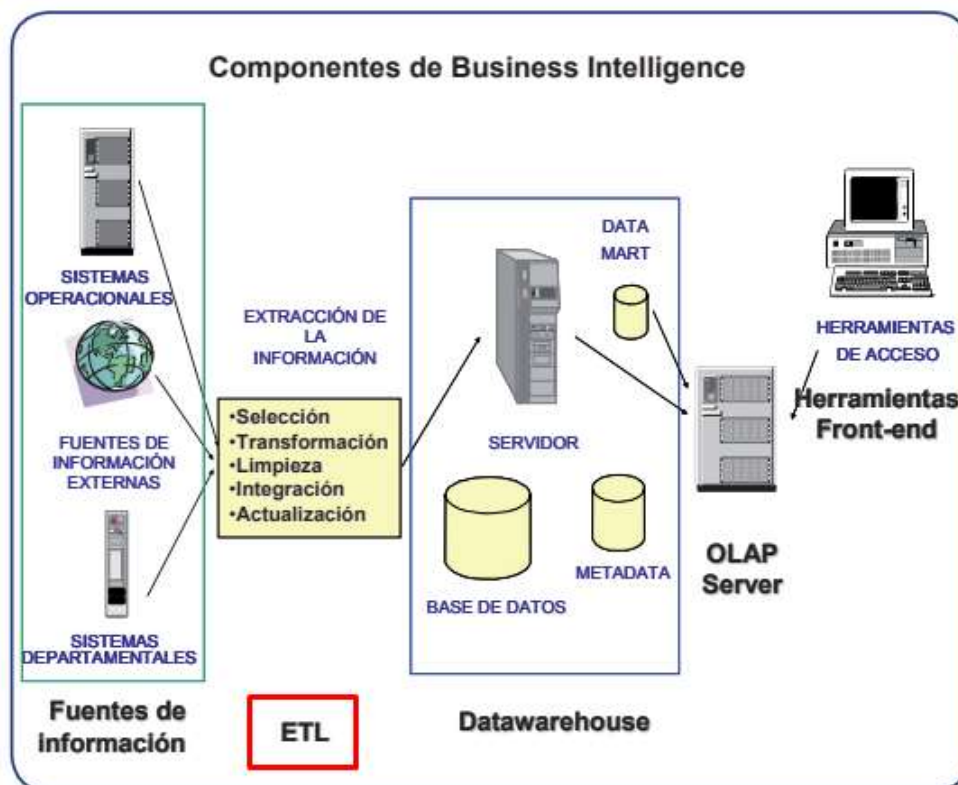 Componentes de Business Intelligence
SISTEMAS
OPERACIONALES
FUENTES DE
INFORMACIÓN
EXTERNAS
SISTEMAS
DEPARTAMENTALES
Fuentes de
información
EXTRACCIÓN DE
LA
INFORMACIÓN
•Selección
•Transformación
•Limpieza
•Integración
•Actualización
ETL
DATA
MART
SERVIDOR
BASE DE DATOS
METADATA
Datawarehouse
OLAP
Server
HERRAMIENTAS
DE ACCESO
Herramientas
Front-end